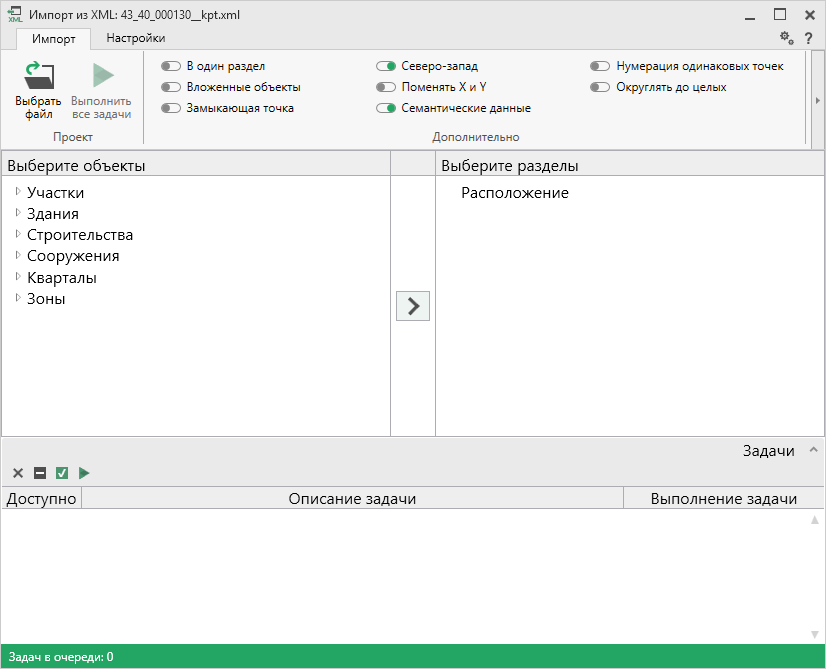 XML
Импорт из XML: 43_40_000130__kpt.xml
Импорт
Настройки
?
Выбрать
файл
Выполнить
все задачи
Проект
В один раздел
Вложенные объекты
Замыкающая точка
Северо-запад
Поменять X и Y
Семантические данные
Нумерация одинаковых точек
Округлять до целых
Дополнительно
Выберите объекты
Участки
Здания
Строительства
Сооружения
Кварталы
Зоны
Выберите разделы
Расположение
Задачи
Доступно
Описание задачи
Выполнение задачи
Задач в очереди: 0